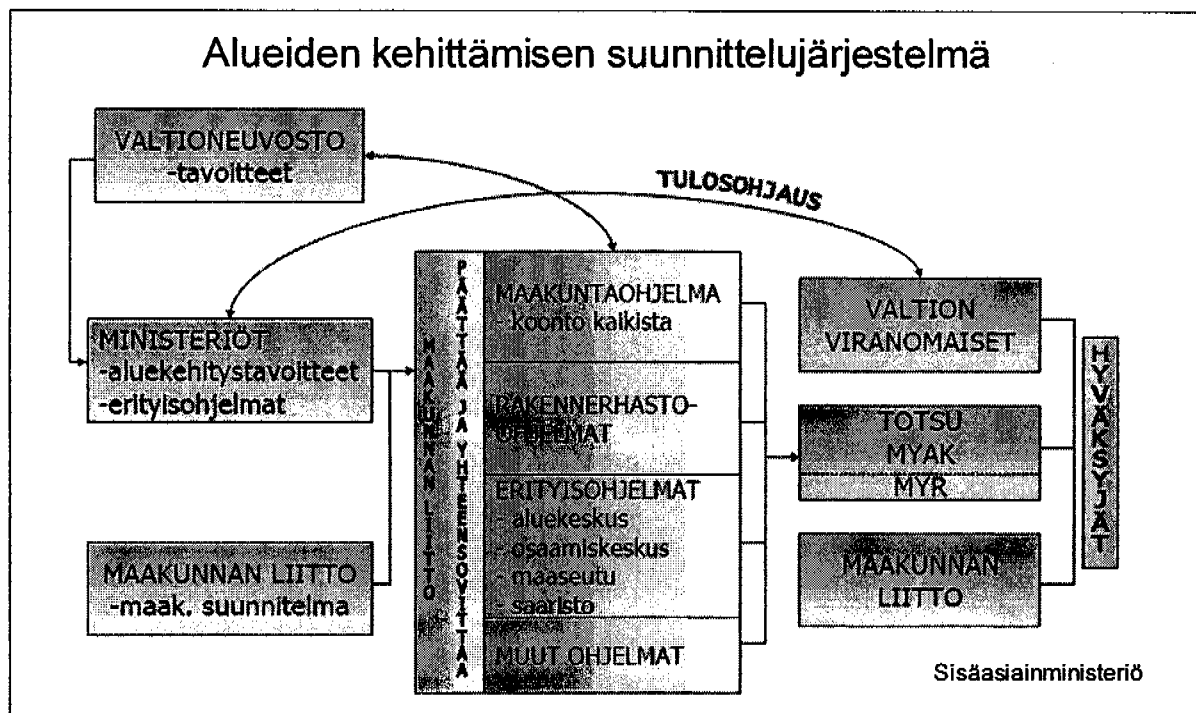 Alueiden kehittämisen suunnittelujärjestelmä
VALTIONEUVOSTO
-tavoitteet
TULOSOHJAUS
MINISTERIÖT
-aluekehitystavoitteet
-erityisohjelmat
MAAKUNNAN LIITTO
-maak. suunnitelma
MAAKUNNAN LIITTO
PÄÄTTÄÄ JA YHTEENSOVITTAA
MAAKUNTAOHJELMA
- koonto kaikista
RAKENNERHASTO-
OHJELMAT
ERITYISOHJELMAT
- aluekeskus
- osaamiskeskus
- maaseutu
- saaristo
MUUT OHJELMAT
VALTION
VIRANOMAISET
TOTSU
MYAK
MYR
MAAKUNNAN
LIITTO
HYVÄKSYJÄT
Sisäasiainministeriö